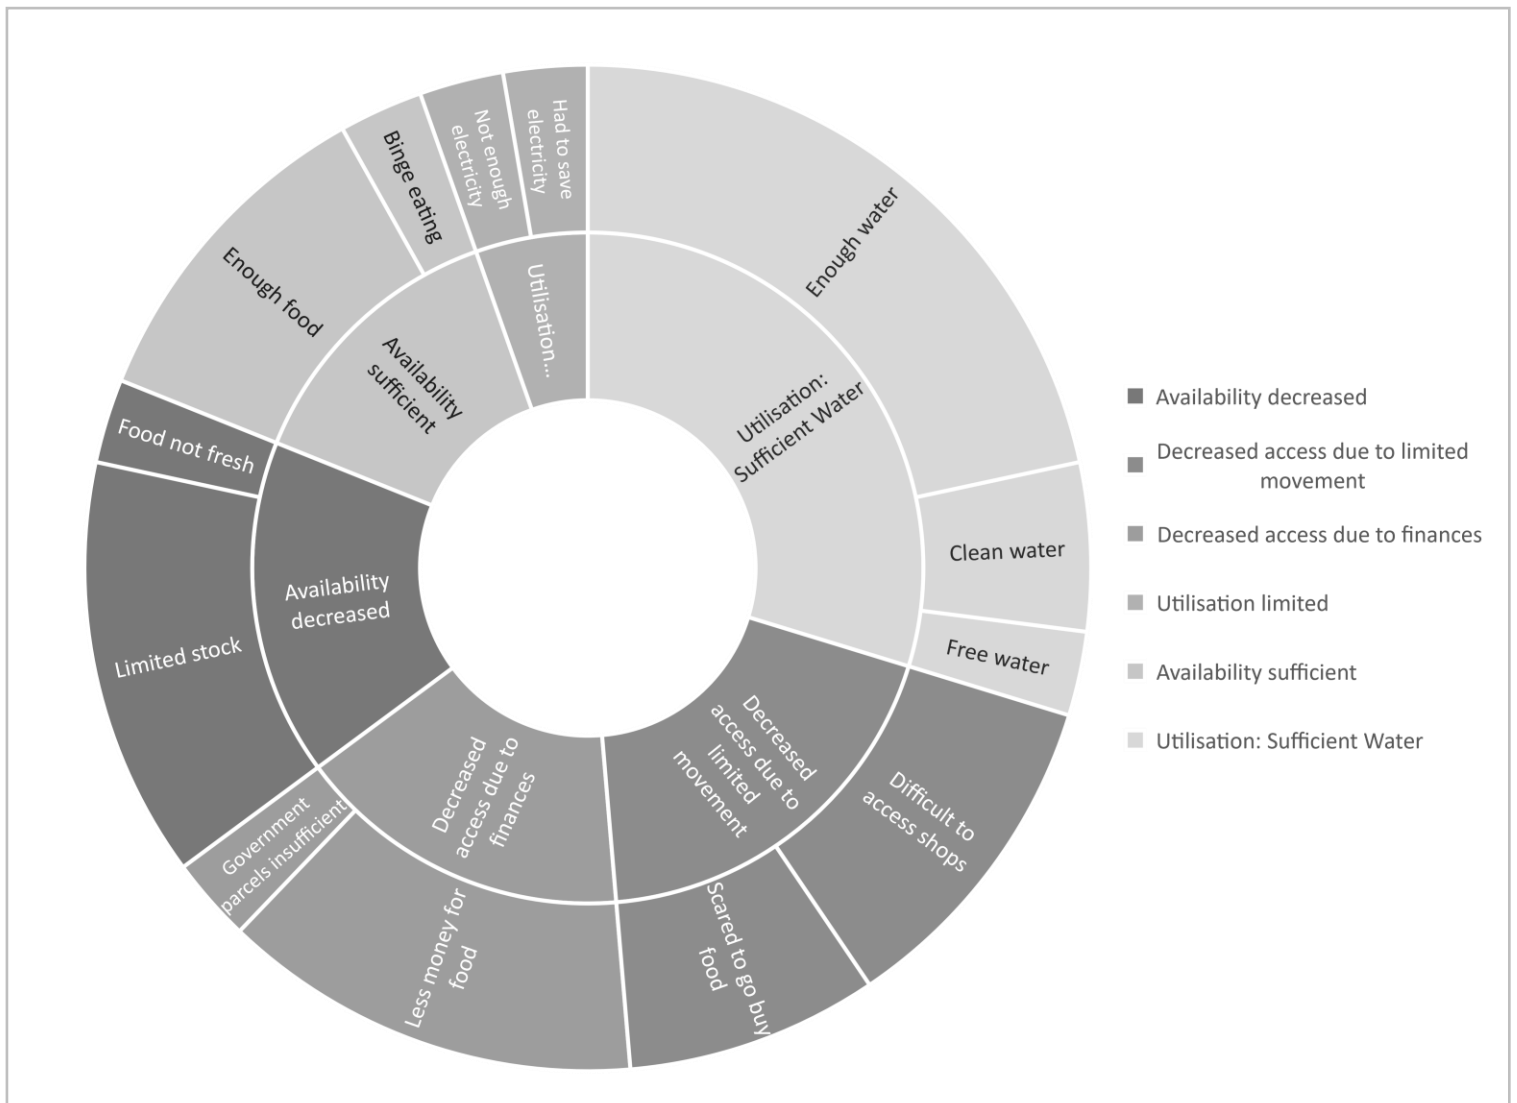 Had to save
electricity
Not enough
electricity
Binge eating
Enough food
Food not fresh
Limited stock
Government
parcels insufficient
Less money for
food
Scared to go buy
food
Difficult to
access shops
Free water
Clean water
Enough water
Utilisation:
Sufficient Water
Decreased
access due to
limited
movement
Decreased
access due to
finances
Availability
decreased
Availability
sufficient
Utilisation...
Availability decreased
Decreased access due to limited
movement
Decreased access due to finances
Utilisation limited
Availability sufficient
Utilisation: Sufficient Water